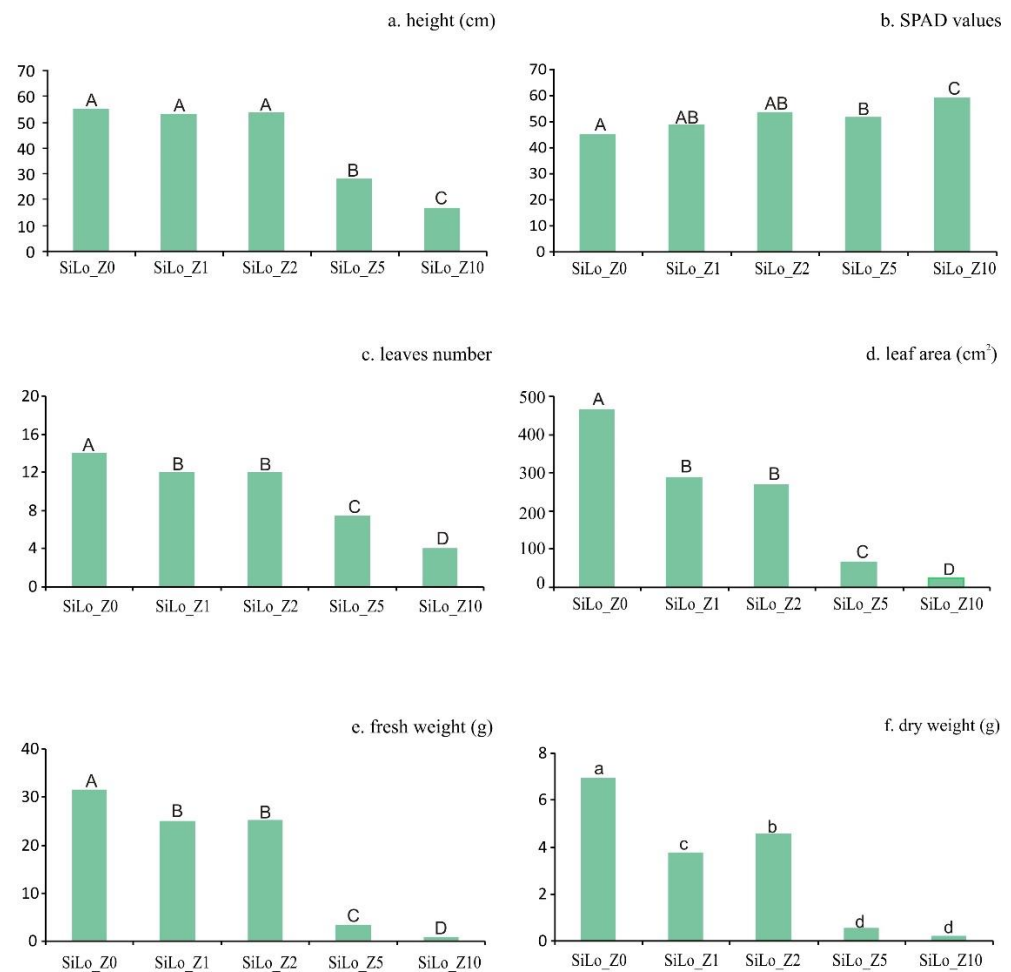 a. height (cm)
70
60
50
40
30
20
10
0
A
A
A
B
C
SiLo_Z0
SiLo_Z1
SiLo_Z2
SiLo_Z5
SiLo_Z10
b. SPAD values
70
60
50
40
30
20
10
0
A
AB
AB
B
C
SiLo_Z0
SiLo_Z1
SiLo_Z2
SiLo_Z5
SiLo_Z10
c. leaves number
20
16
12
8
4
0
A
B
B
C
D
SiLo_Z0
SiLo_Z1
SiLo_Z2
SiLo_Z5
SiLo_Z10
d. leaf area (cm²)
500
400
300
200
100
0
A
B
B
C
D
SiLo_Z0
SiLo_Z1
SiLo_Z2
SiLo_Z5
SiLo_Z10
e. fresh weight (g)
40
30
20
10
0
A
B
B
C
D
SiLo_Z0
SiLo_Z1
SiLo_Z2
SiLo_Z5
SiLo_Z10
f. dry weight (g)
8
6
4
2
0
a
c
b
d
d
SiLo_Z0
SiLo_Z1
SiLo_Z2
SiLo_Z5
SiLo_Z10